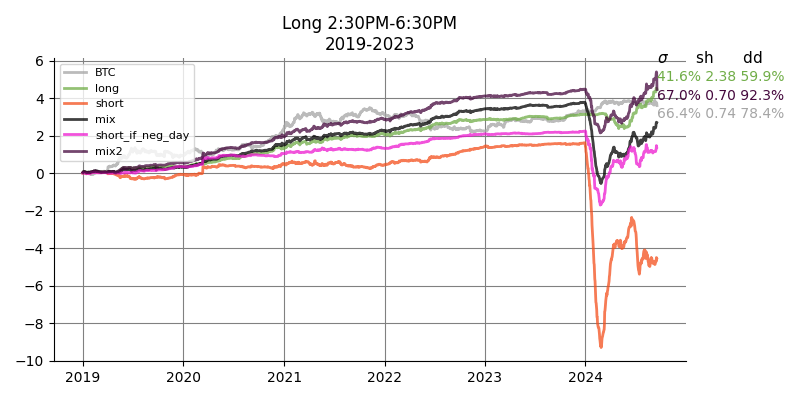 Long 2:30PM-6:30PM
2019-2023
σ sh dd
41.6% 2.38 59.9%
67.0% 0.70 92.3%
66.4% 0.74 78.4%
BTC
long
short
mix
short_if_neg_day
mix2
6
4
2
0
−2
−4
−6
−8
−10
2019 2020 2021 2022 2023 2024